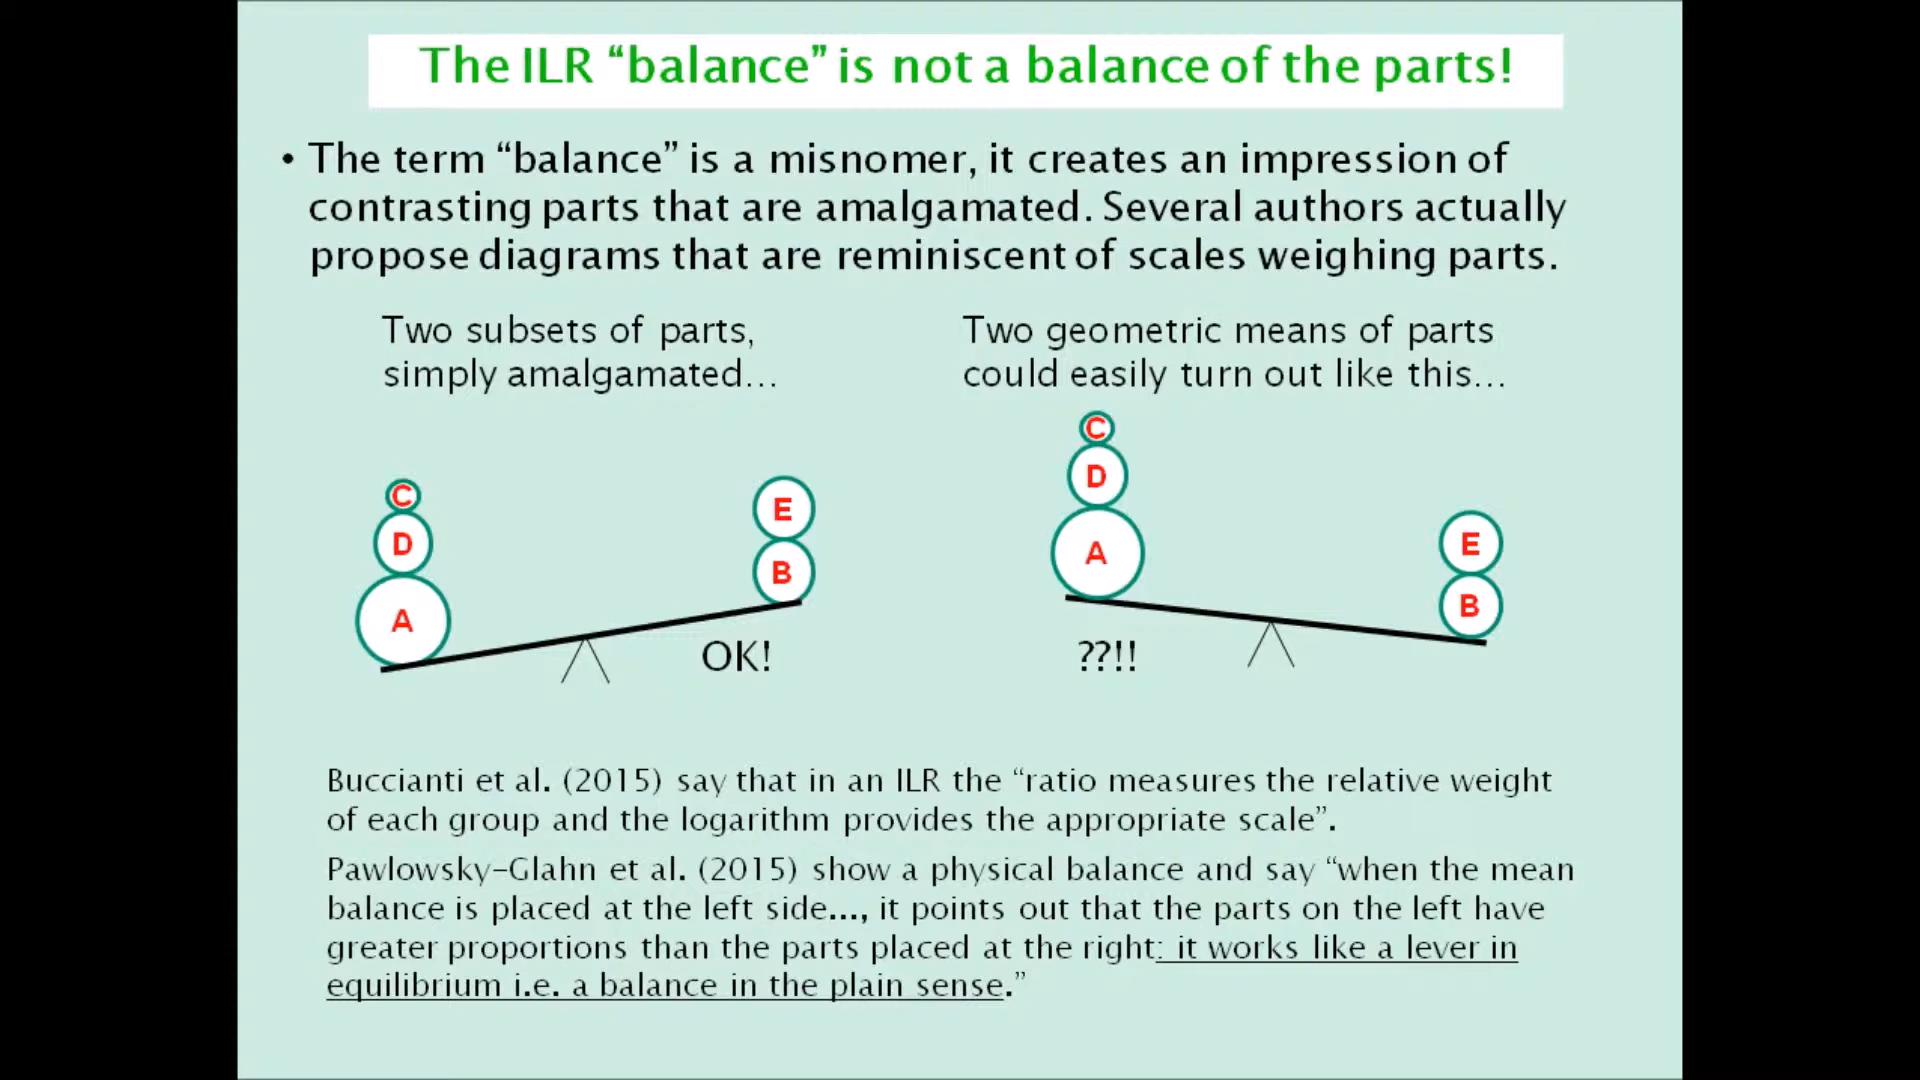 The ILR “balance” is not a balance of the parts!
• The term “balance” is a misnomer, it creates an impression of
contrasting parts that are amalgamated. Several authors actually
propose diagrams that are reminiscent of scales weighing parts.
Two subsets of parts,
simply amalgamated...
C
D
A
E
B
OK!
Two geometric means of parts
could easily turn out like this...
C
D
A
E
B
??!!
Buccianti et al. (2015) say that in an ILR the “ratio measures the relative weight
of each group and the logarithm provides the appropriate scale”.
Pawlowsky-Glahn et al. (2015) show a physical balance and say “when the mean
balance is placed at the left side..., it points out that the parts on the left have
greater proportions than the parts placed at the right: it works like a lever in
equilibrium i.e. a balance in the plain sense.”